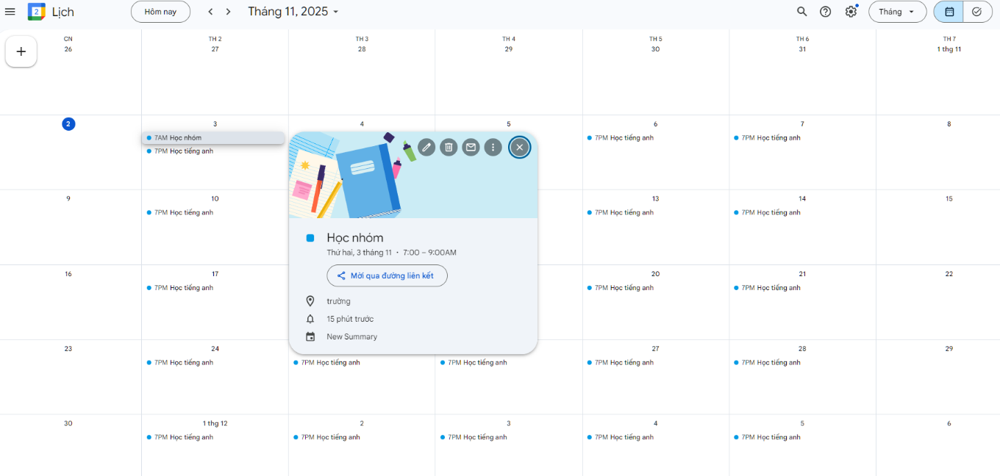 2 Lịch Hôm nay Tháng 11, 2025 Tháng
CN TH 2 TH 3 TH 4 TH 5 TH 6 TH 7
26 27 28 29 30 31 1 thg 11
2 3 4 5 6 7 8
7AM Học nhóm 7PM Học tiếng anh 7PM Học tiếng anh
7PM Học tiếng anh
9 10 13 14 15
7PM Học tiếng anh 7PM Học tiếng anh 7PM Học tiếng anh
Học nhóm
Thứ hai, 3 tháng 11 • 7:00 – 9:00AM
Mời qua đường liên kết
trường
15 phút trước
New Summary
16 17 20 21 22
7PM Học tiếng anh 7PM Học tiếng anh 7PM Học tiếng anh
23 24 27 28 29
7PM Học tiếng anh 7PM Học tiếng anh 7PM Học tiếng anh 7PM Học tiếng anh 7PM Học tiếng anh
30 1 thg 12 2 3 4 5 6
7PM Học tiếng anh 7PM Học tiếng anh 7PM Học tiếng anh 7PM Học tiếng anh 7PM Học tiếng anh